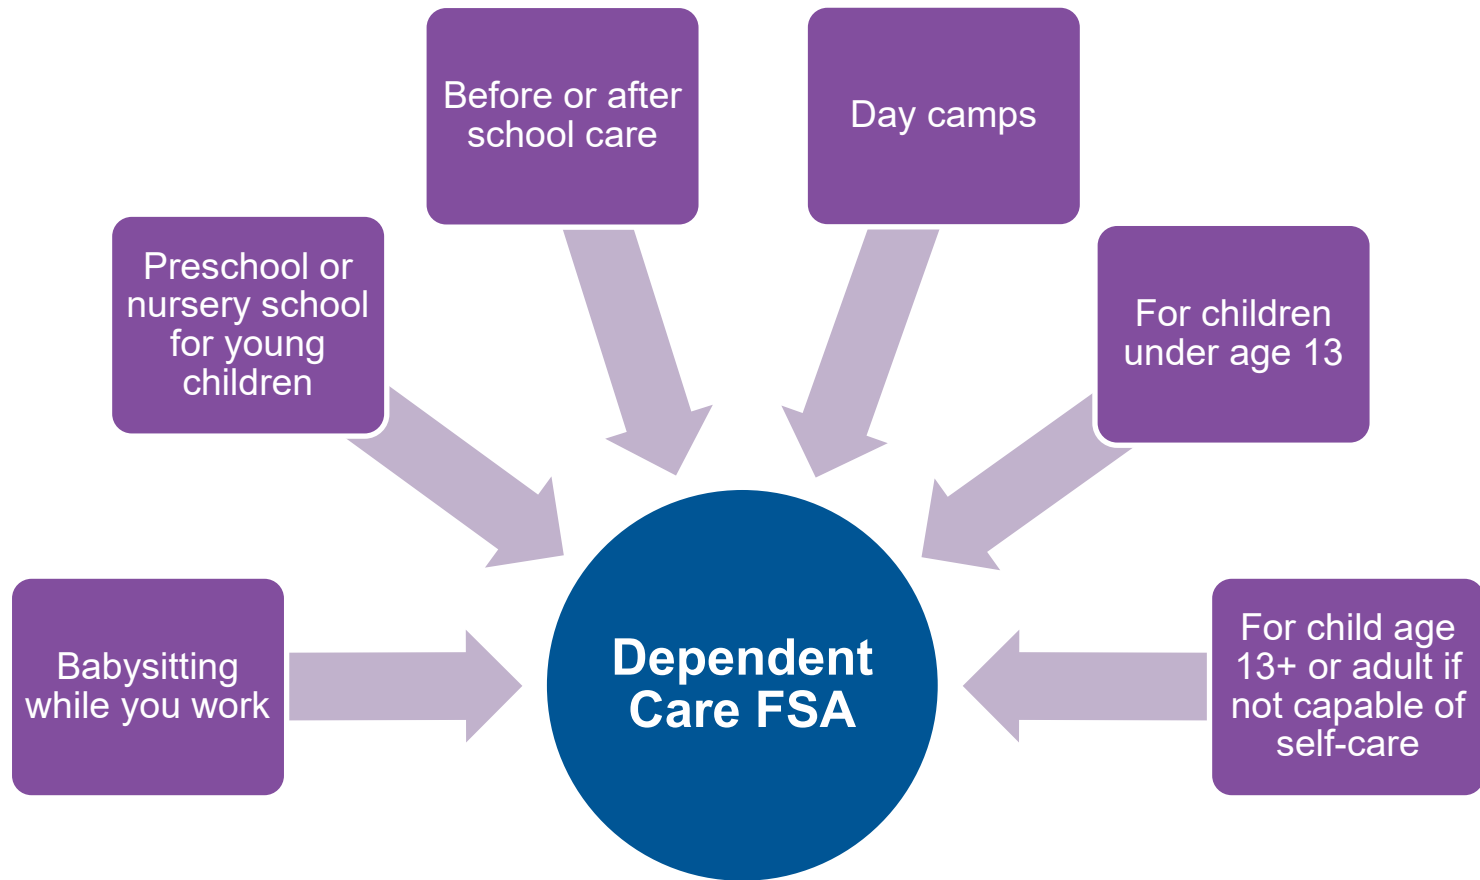 Before or after
school care
Day camps
Preschool or
nursery school
for young
children
For children
under age 13
Babysitting
while you work
Dependent
Care FSA
For child age
13+ or adult if
not capable of
self-care